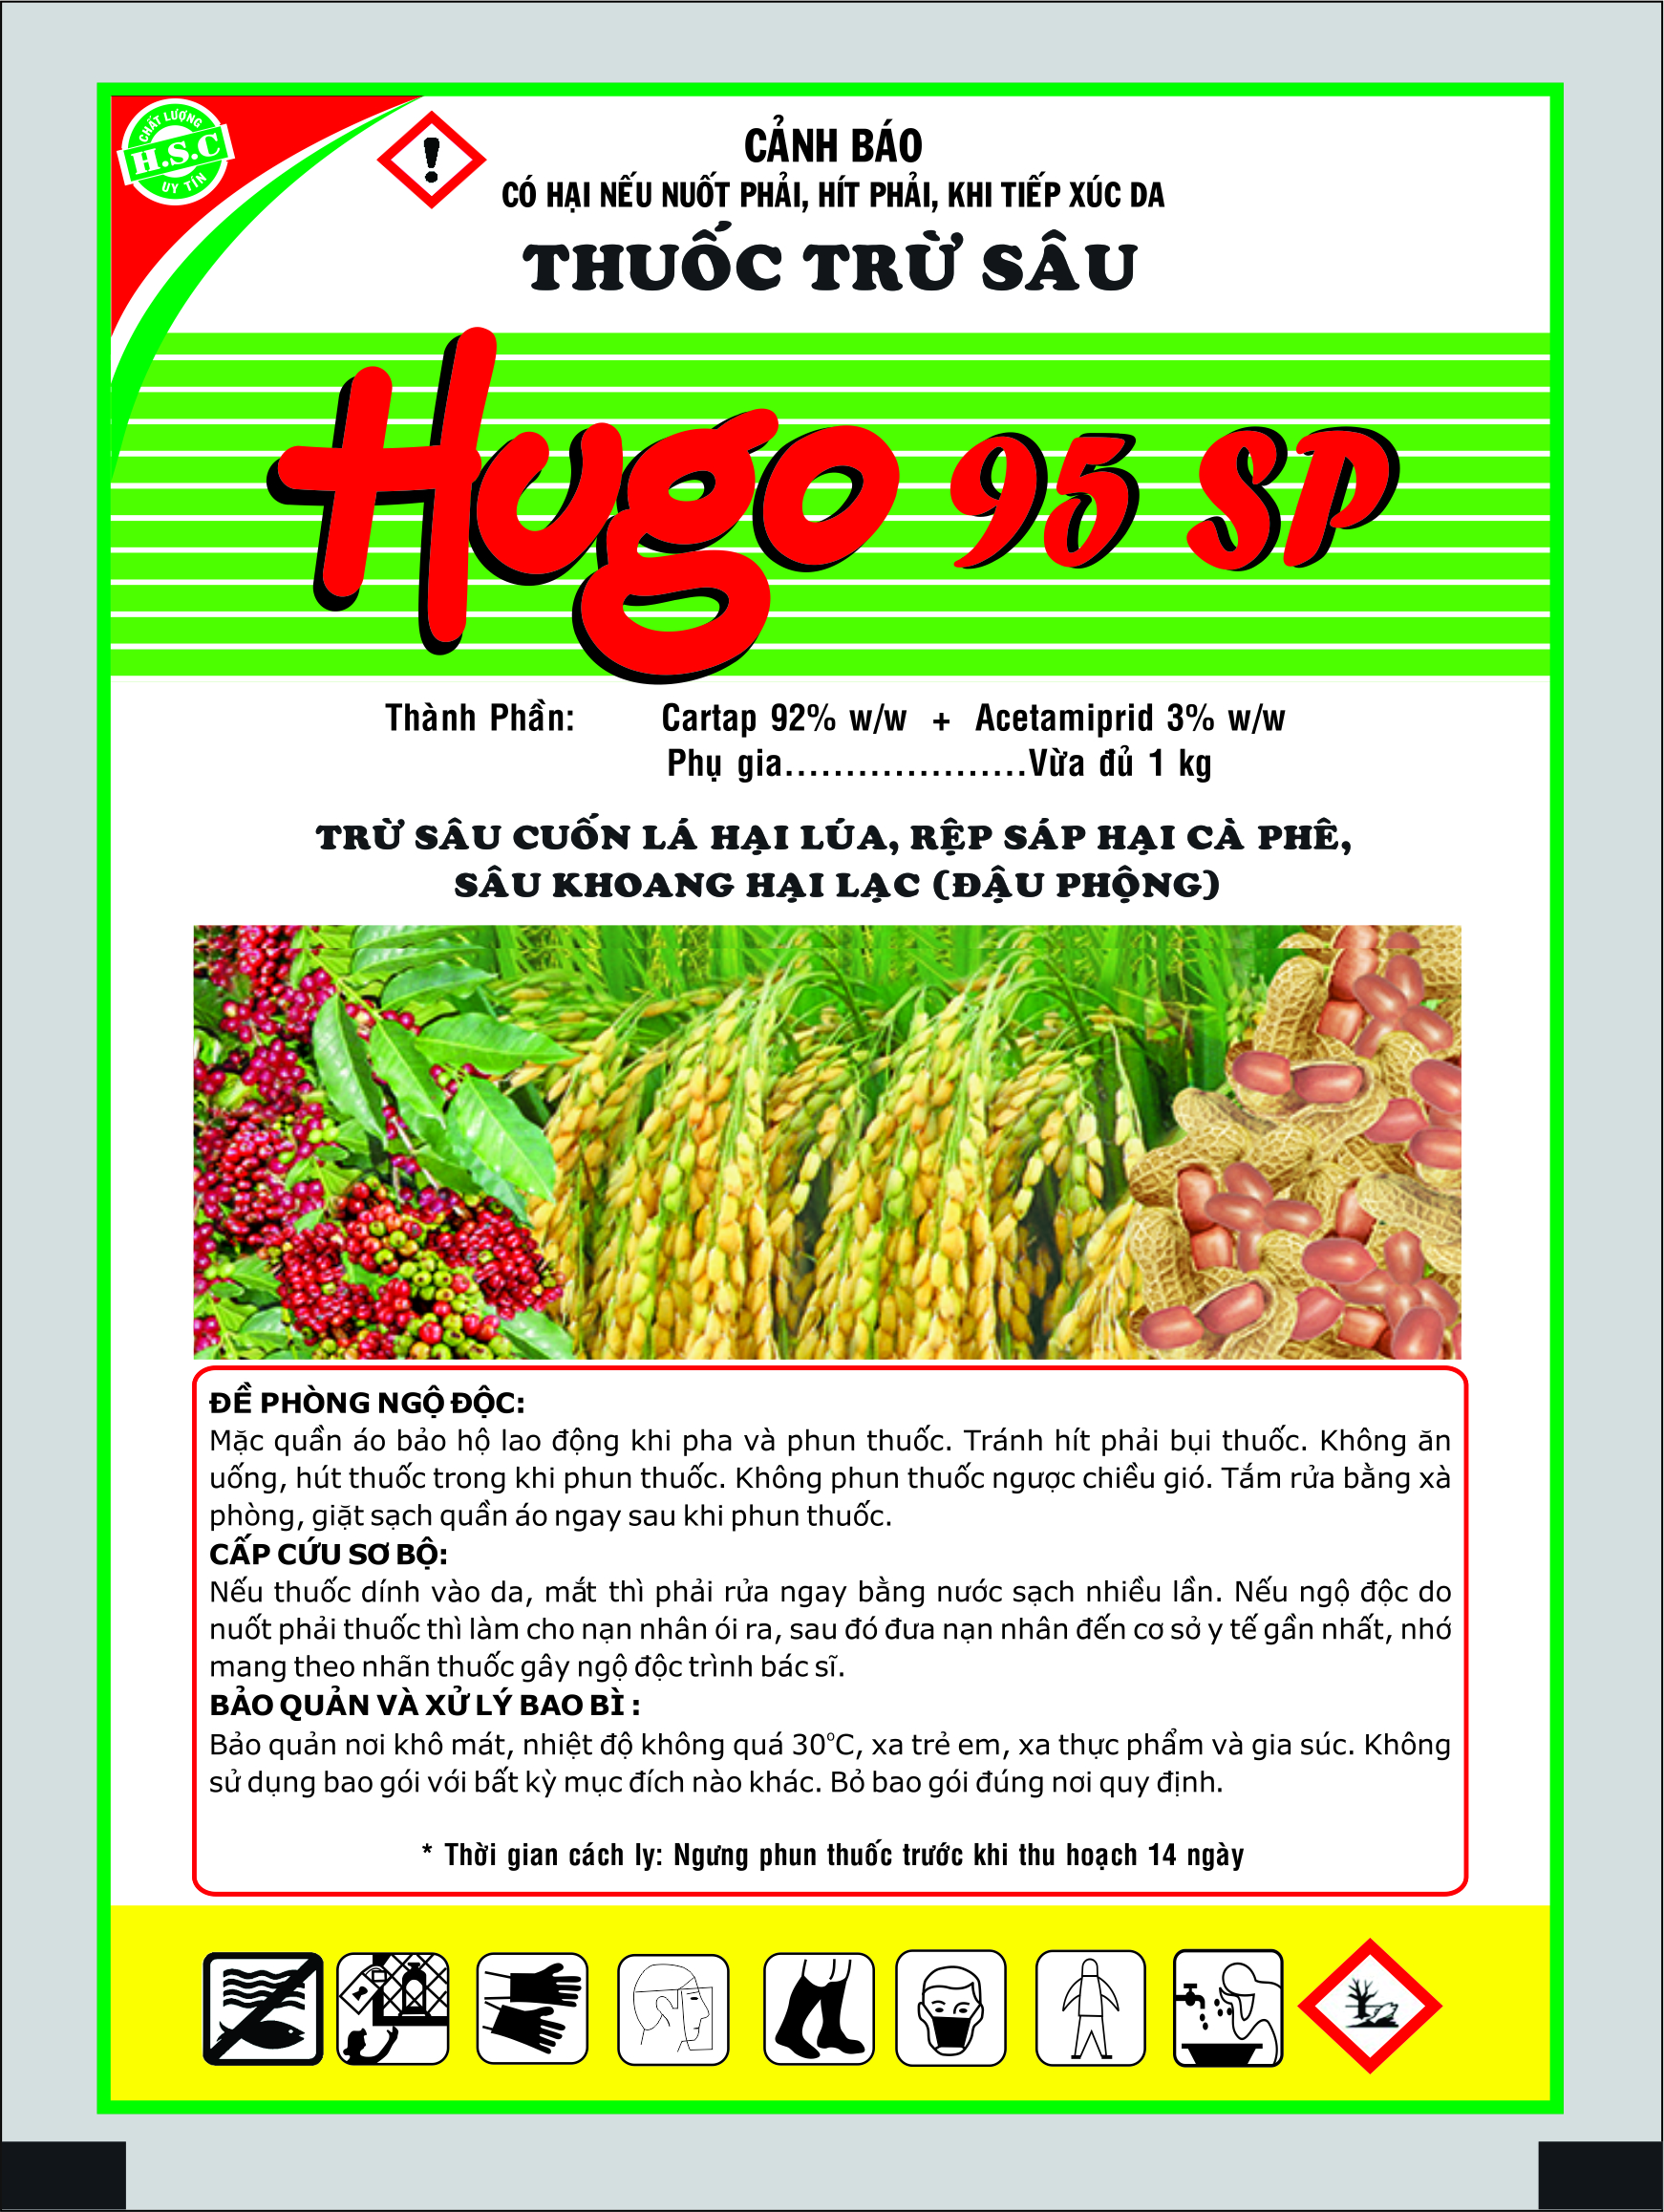 CHẤT LƯỢNG
H.S.C
UY TÍN
CẢNH BÁO
CÓ HẠI NẾU NUỐT PHẢI, HÍT PHẢI, KHI TIẾP XÚC DA
THUỐC TRỪ SÂU
Hugo 95 SP
Thành Phần: Cartap 92% w/w + Acetamiprid 3% w/w
Phụ gia....................Vừa đủ 1 kg
TRỪ SÂU CUỐN LÁ HẠI LÚA, RỆP SÁP HẠI CÀ PHÊ,
SÂU KHOANG HẠI LẠC (ĐẬU PHỘNG)
ĐỀ PHÒNG NGỘ ĐỘC:
Mặc quần áo bảo hộ lao động khi pha và phun thuốc. Tránh hít phải bụi thuốc. Không ăn
uống, hút thuốc trong khi phun thuốc. Không phun thuốc ngược chiều gió. Tắm rửa bằng xà
phòng, giặt sạch quần áo ngay sau khi phun thuốc.
CẤP CỨU SƠ BỘ:
Nếu thuốc dính vào da, mắt thì phải rửa ngay bằng nước sạch nhiều lần. Nếu ngộ độc do
nuốt phải thuốc thì làm cho nạn nhân ói ra, sau đó đưa nạn nhân đến cơ sở y tế gần nhất, nhớ
mang theo nhãn thuốc gây ngộ độc trình bác sĩ.
BẢO QUẢN VÀ XỬ LÝ BAO BÌ :
Bảo quản nơi khô mát, nhiệt độ không quá 30°C, xa trẻ em, xa thực phẩm và gia súc. Không
sử dụng bao gói với bất kỳ mục đích nào khác. Bỏ bao gói đúng nơi quy định.
* Thời gian cách ly: Ngưng phun thuốc trước khi thu hoạch 14 ngày